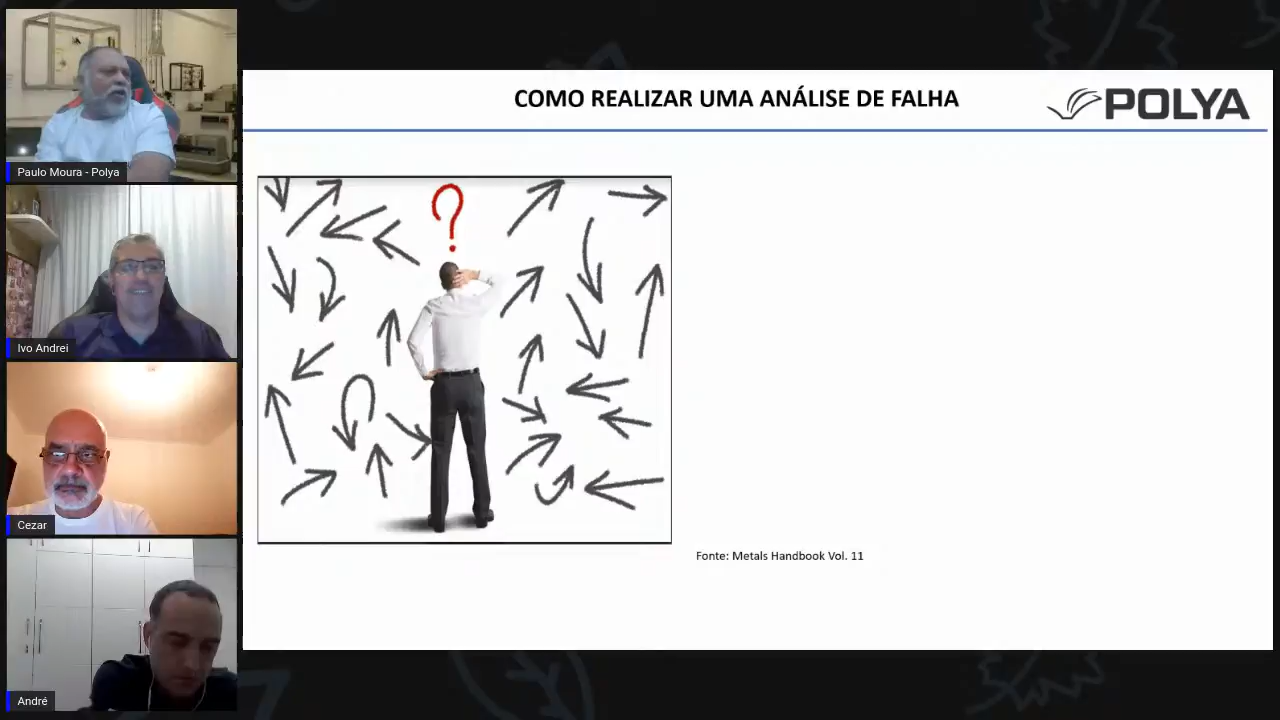 Paulo Moura - Polya
Ivo Andrei
Cezar
André
COMO REALIZAR UMA ANÁLISE DE FALHA
POLYA
?
Fonte: Metals Handbook Vol. 11